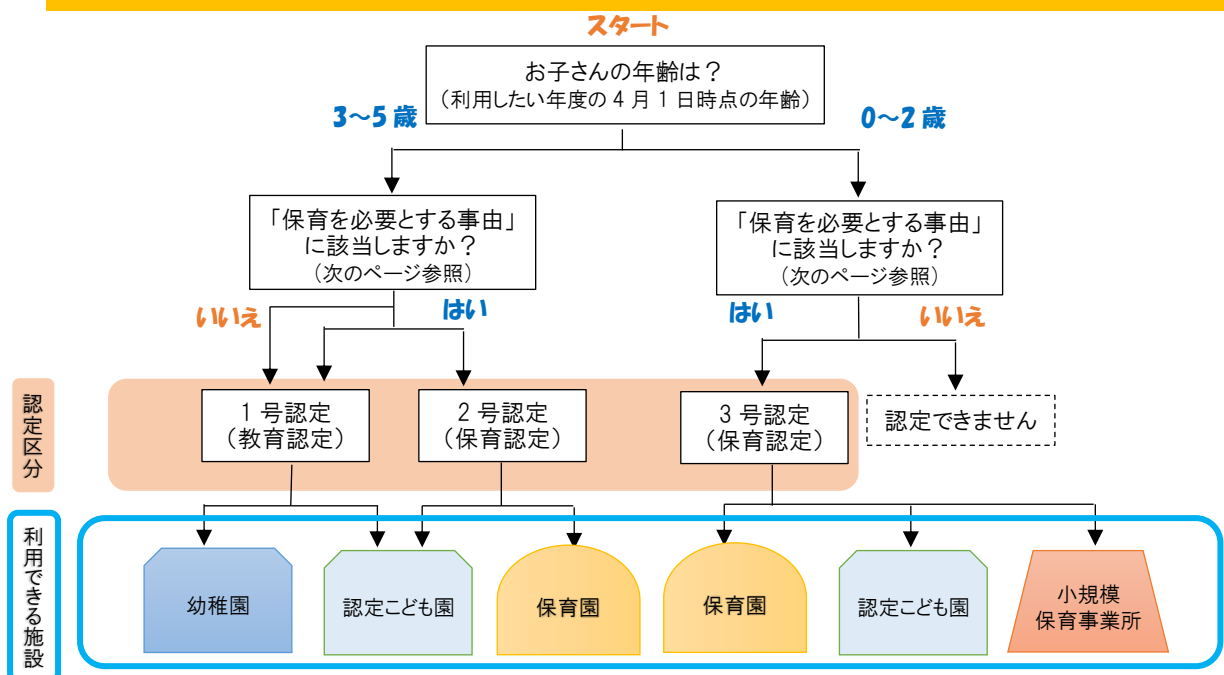 スタート
お子さんの年齢は？
（利用したい年度の4月1日時点の年齢）
3～5歳
0～2歳
「保育を必要とする事由」
に該当しますか？
（次のページ参照）
「保育を必要とする事由」
に該当しますか？
（次のページ参照）
いいえ
はい
はい
いいえ
認定区分
1号認定
（教育認定）
2号認定
（保育認定）
3号認定
（保育認定）
認定できません
利用できる施設
幼稚園
認定こども園
保育園
保育園
認定こども園
小規模
保育事業所